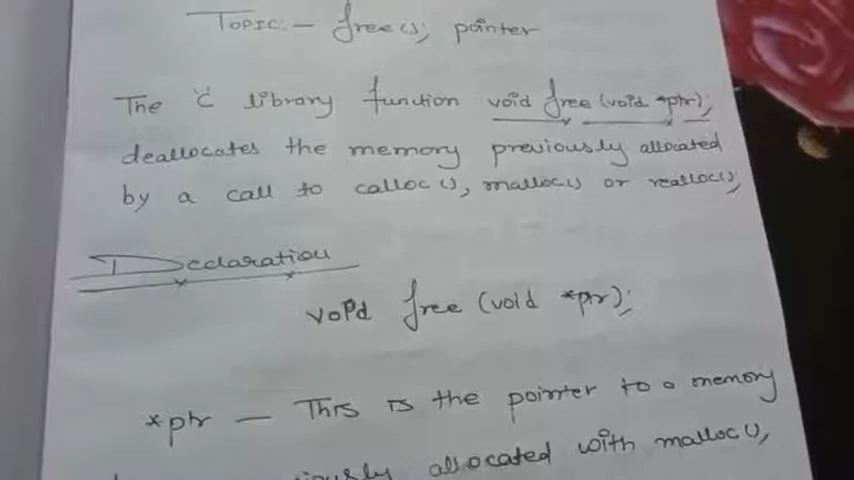 Topic:- free(); pointer
The 'C' library function void free (void *ptr);
deallocates the memory previously allocated
by a call to calloc(), malloc() or realloc();
Declaration
void free (void *ptr);
*ptr — This is the pointer to a memory
allocated with malloc(),